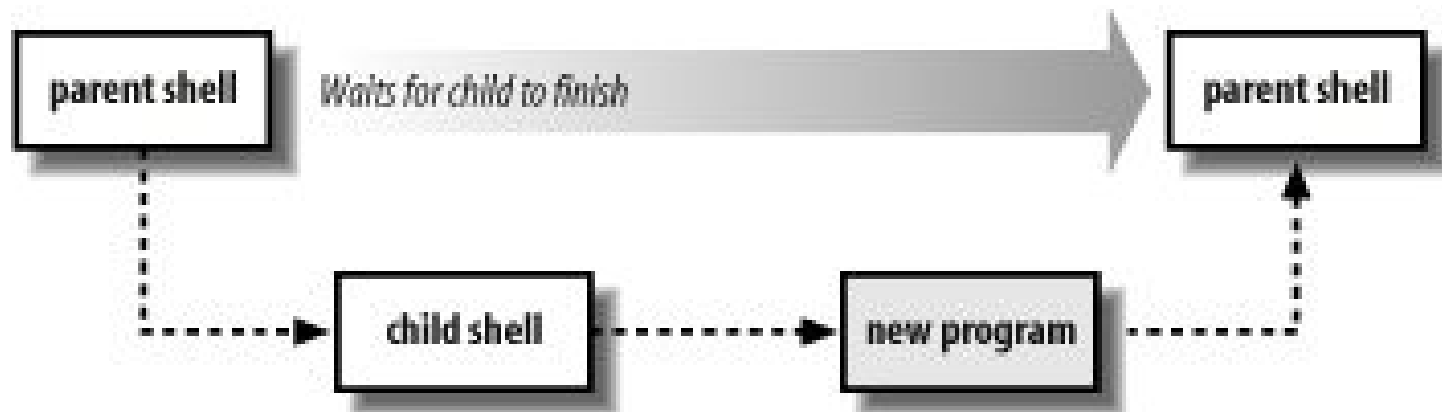 parent shell
Waits for child to finish
parent shell
child shell
new program